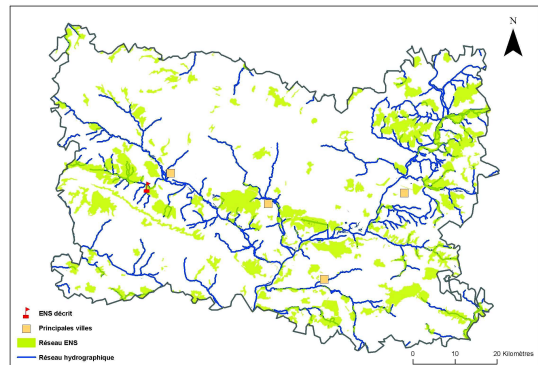 N
ENS décrit
Principales villes
Réseau ENS
Réseau hydrographique
0 10 20 Kilomètres